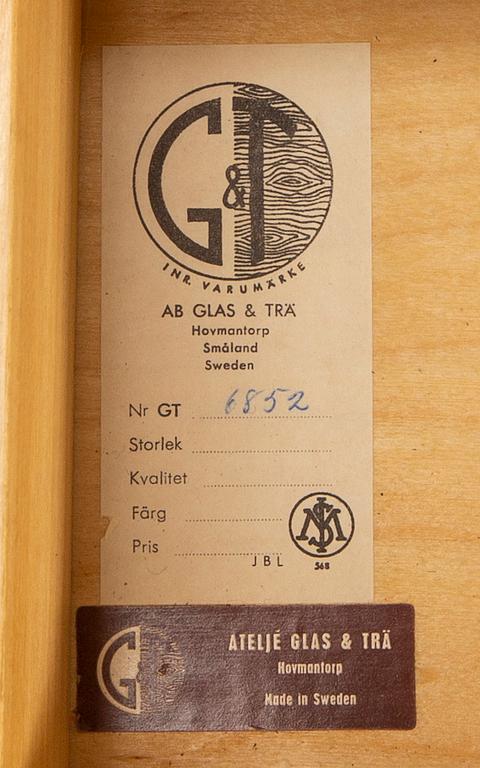 G&T
INR. VARUMÄRKE
AB GLAS & TRÄ
Hovmantorp
Småland
Sweden
Nr GT 6852
Storlek
Kvalitet
Färg
Pris
JBL
568
G&T
ATELJÉ GLAS & TRÄ
Hovmantorp
Made in Sweden